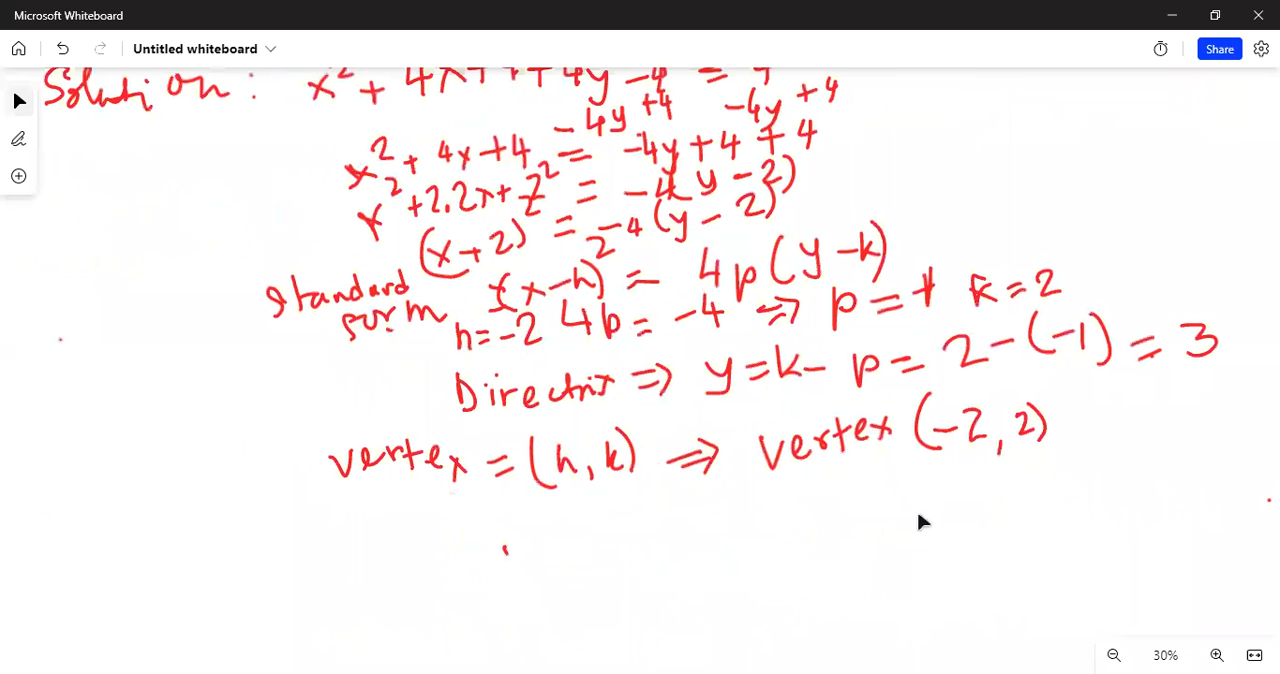 Microsoft Whiteboard
Untitled whiteboard
Share
Solution : x² + 4x + 4 + 4y - 4 = 4
-4y +4 -4y +4
x² + 4x + 4 = -4y + 4 + 4
x² + 2.2x + 2² = -4(y - 2)
(x + 2)² = -4(y - 2)
standard form (x - h)² = 4p(y - k)
h = -2 4p = -4 => p = -1 k = 2
Directrix => y = k - p = 2 - (-1) = 3
vertex = (h, k) => vertex (-2, 2)
30%